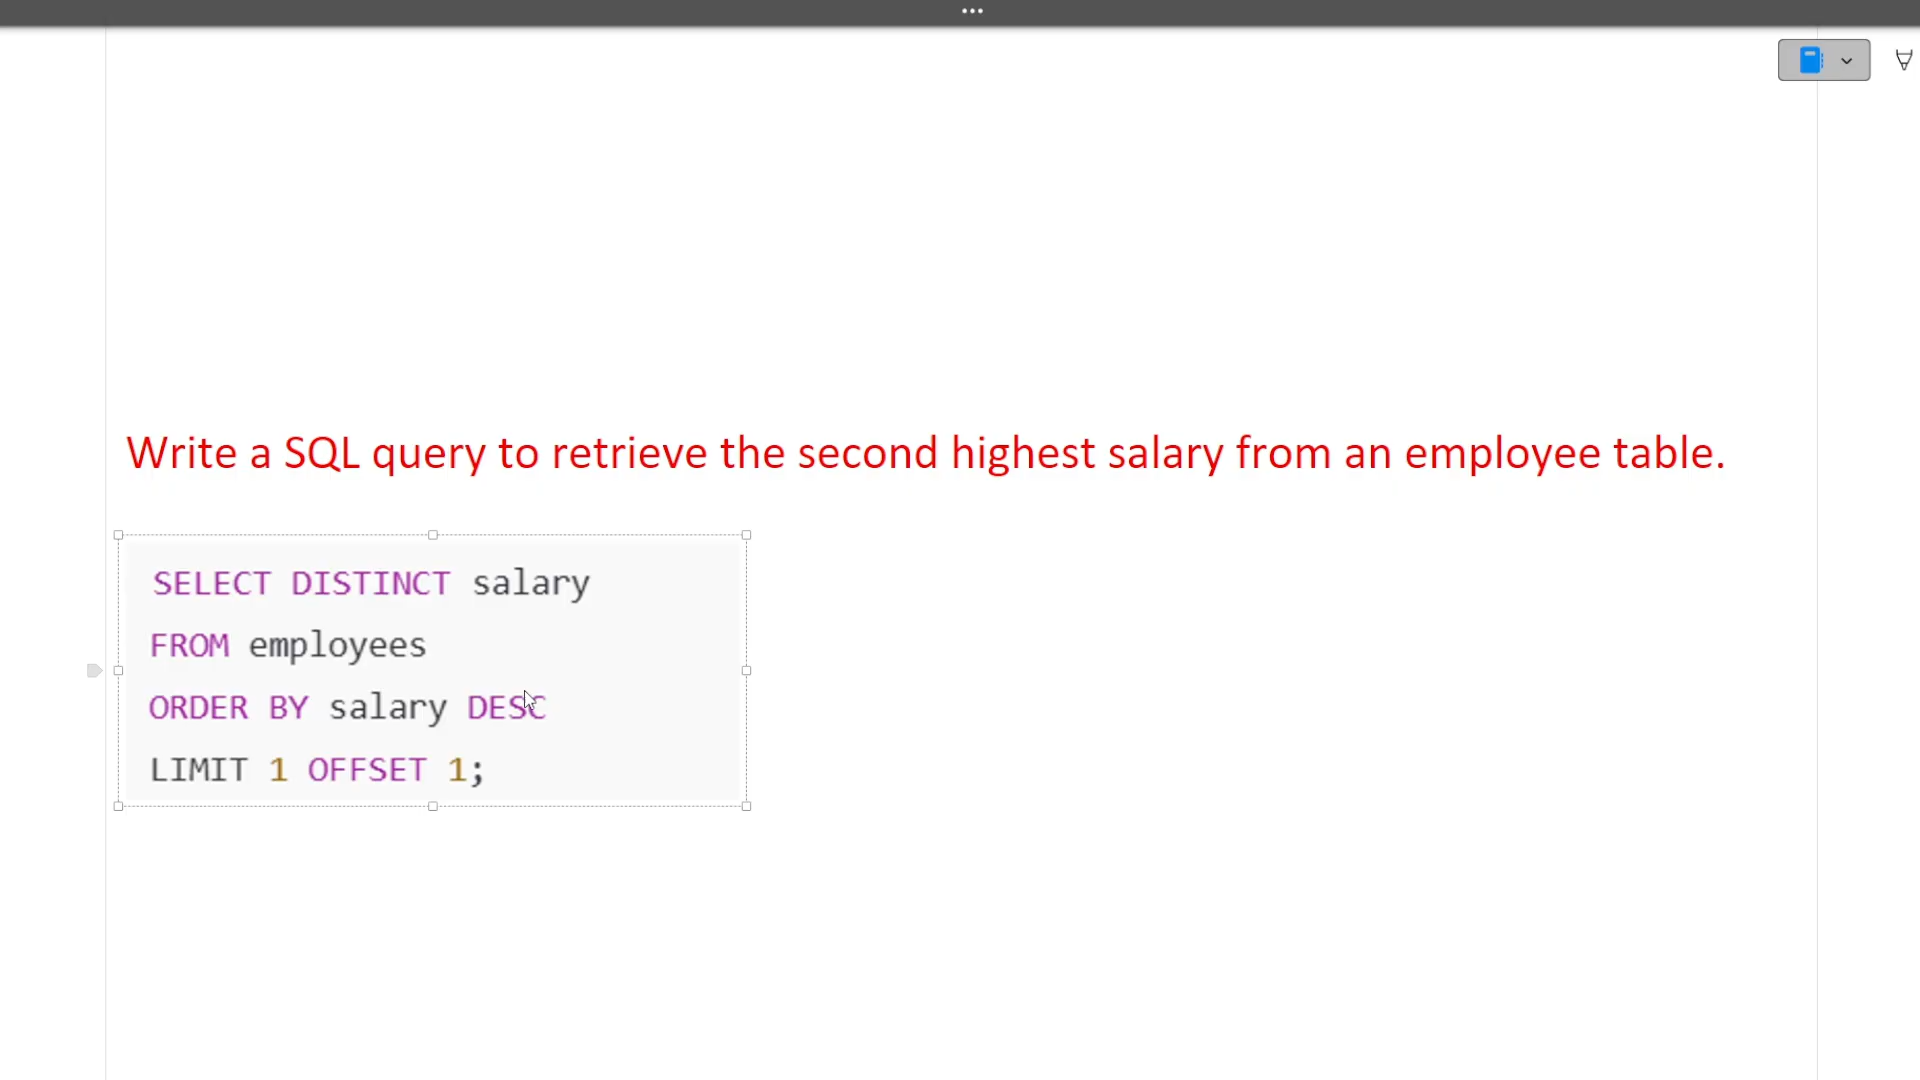 Write a SQL query to retrieve the second highest salary from an employee table.
SELECT DISTINCT salary
FROM employees
ORDER BY salary DESC
LIMIT 1 OFFSET 1;